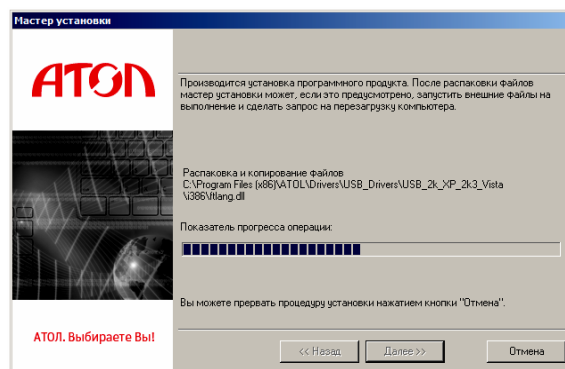 Мастер установки
АТОЛ
Производится установка программного продукта. После распаковки файлов
мастер установки может, если это предусмотрено, запустить внешние файлы на
выполнение и сделать запрос на перезагрузку компьютера.
Распаковка и копирование файлов
C:\Program Files (x86)\ATOL\Drivers\USB_Drivers\USB_2k_XP_2k3_Vista
\i386\ftlang.dll
Показатель прогресса операции:
Вы можете прервать процедуру установки нажатием кнопки "Отмена".
АТОЛ. Выбираете Вы!
<< Назад
Далее >>
Отмена